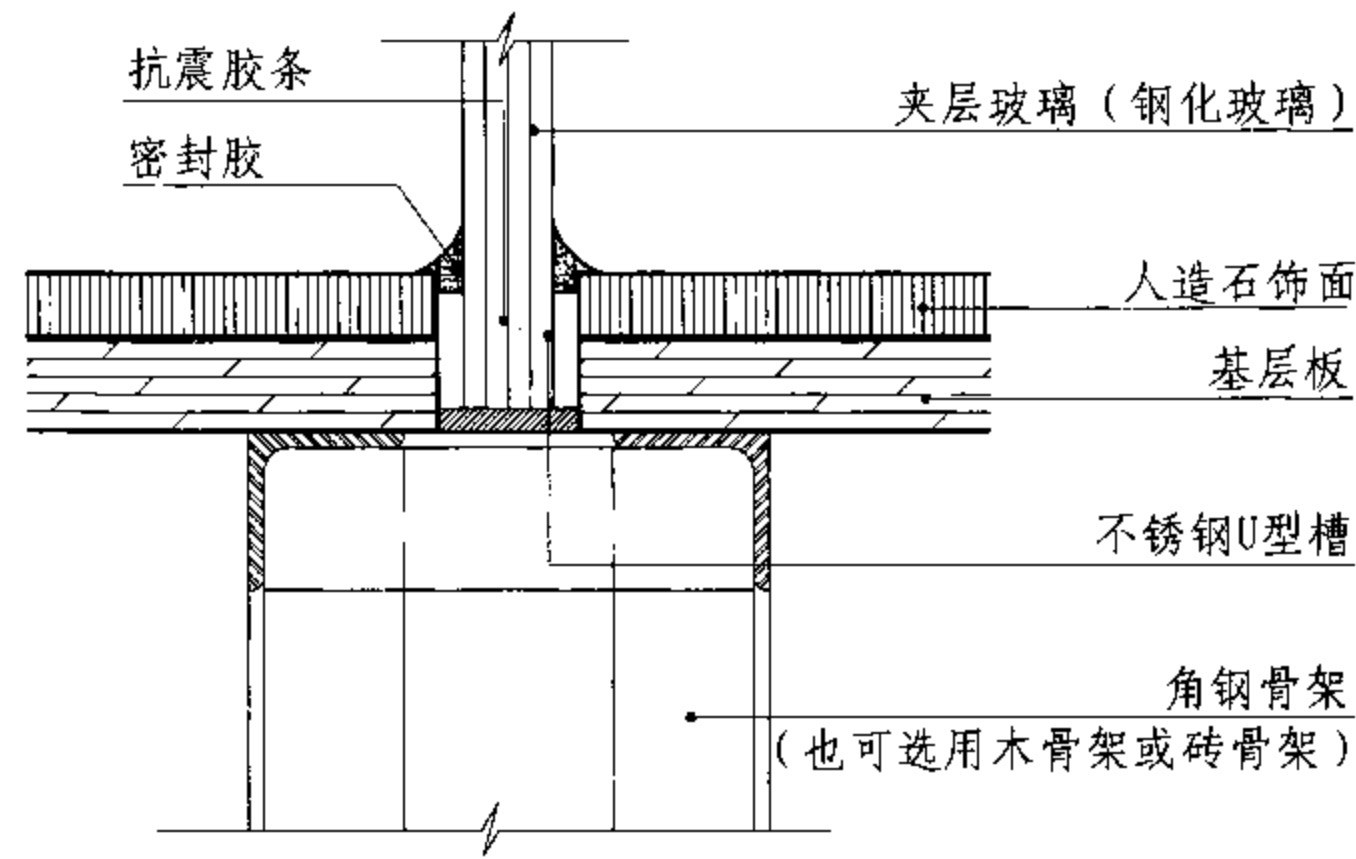 抗震胶条
夹层玻璃（钢化玻璃）
密封胶
人造石饰面
基层板
不锈钢U型槽
角钢骨架
（也可选用木骨架或砖骨架）